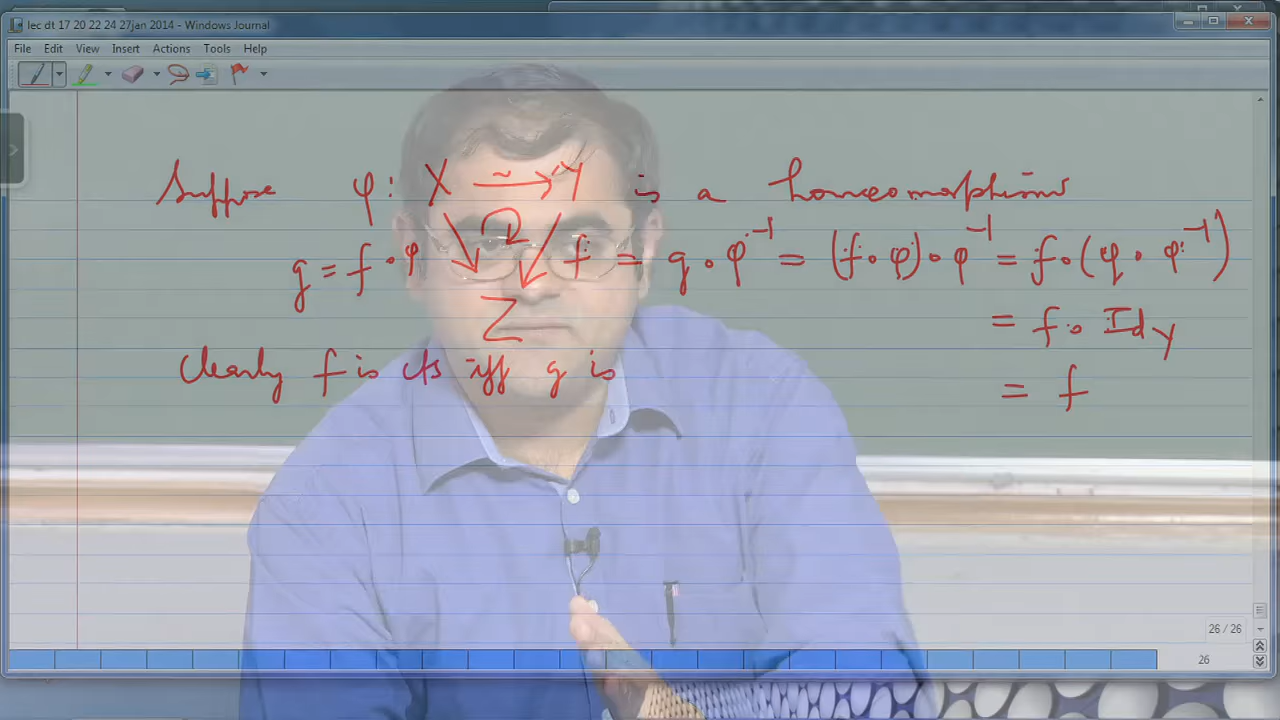 lec dt 17 20 22 24 27jan 2014 - Windows Journal
File Edit View Insert Actions Tools Help
Suppose φ: X ⥲ Y is a homeomorphism
g = f ∘ φ f = g ∘ φ⁻¹ = (f ∘ φ) ∘ φ⁻¹ = f ∘ (φ ∘ φ⁻¹)
Z = f ∘ Id_Y
Clearly f is cts iff g is = f
26 / 26
26